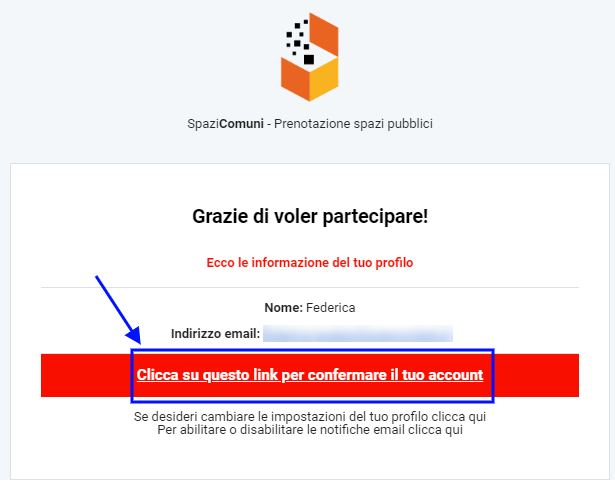 SpaziComuni - Prenotazione spazi pubblici
Grazie di voler partecipare!
Ecco le informazione del tuo profilo
Nome: Federica
Indirizzo email:
Clicca su questo link per confermare il tuo account
Se desideri cambiare le impostazioni del tuo profilo clicca qui
Per abilitare o disabilitare le notifiche email clicca qui